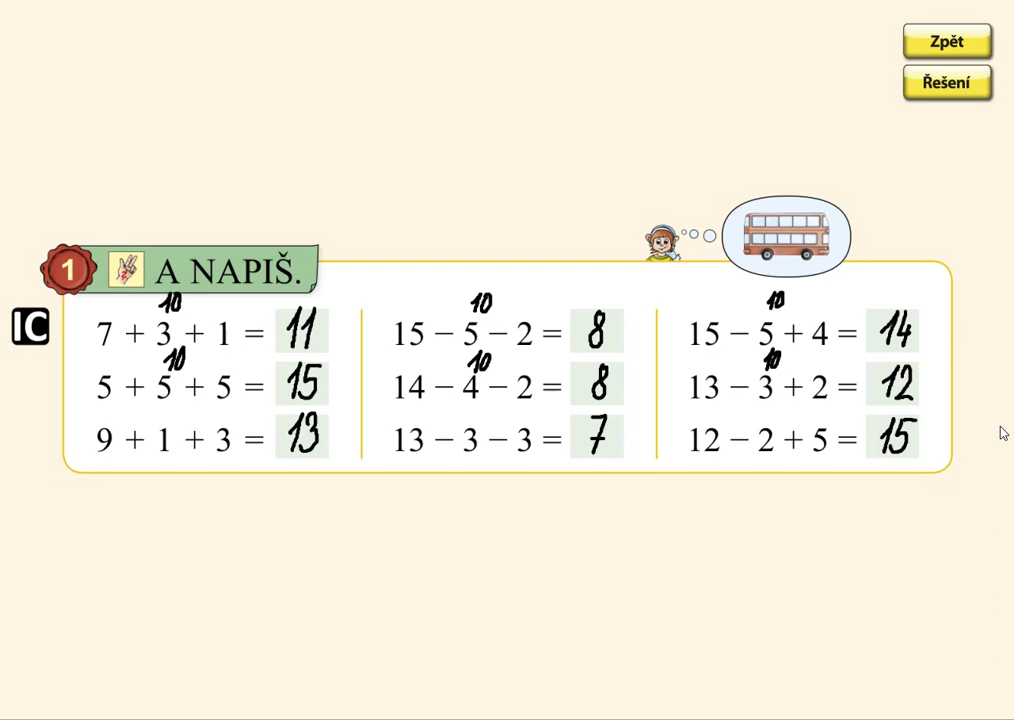 Zpět
Řešení
1 A NAPIŠ.
10 10 10
IC
7 + 3 + 1 = 11 15 − 5 − 2 = 8 15 − 5 + 4 = 14
10 10 10
5 + 5 + 5 = 15 14 − 4 − 2 = 8 13 − 3 + 2 = 12
9 + 1 + 3 = 13 13 − 3 − 3 = 7 12 − 2 + 5 = 15